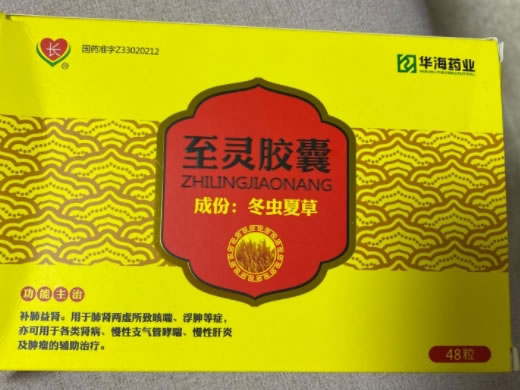 长
国药准字Z33020212
华海药业
至灵胶囊
ZHILINGJIAONANG
成份：冬虫夏草
功能主治
补肺益肾。用于肺肾两虚所致咳喘、浮肿等症，
亦可用于各类肾病、慢性支气管哮喘、慢性肝炎
及肿瘤的辅助治疗。
48粒